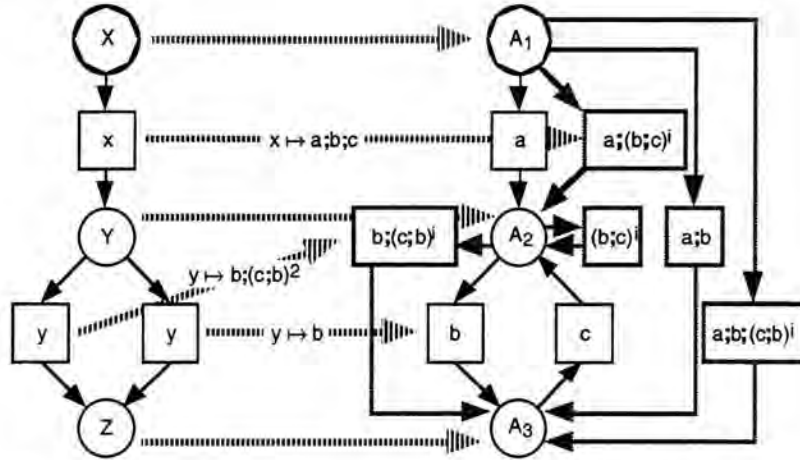 X
A₁
x
x ↦ a;b;c
a
a;(b;c)ⁱ
Y
b;(c;b)ⁱ
A₂
(b;c)ⁱ
a;b
y ↦ b;(c;b)²
y
y
y ↦ b
b
c
a;b;(c;b)ⁱ
Z
A₃